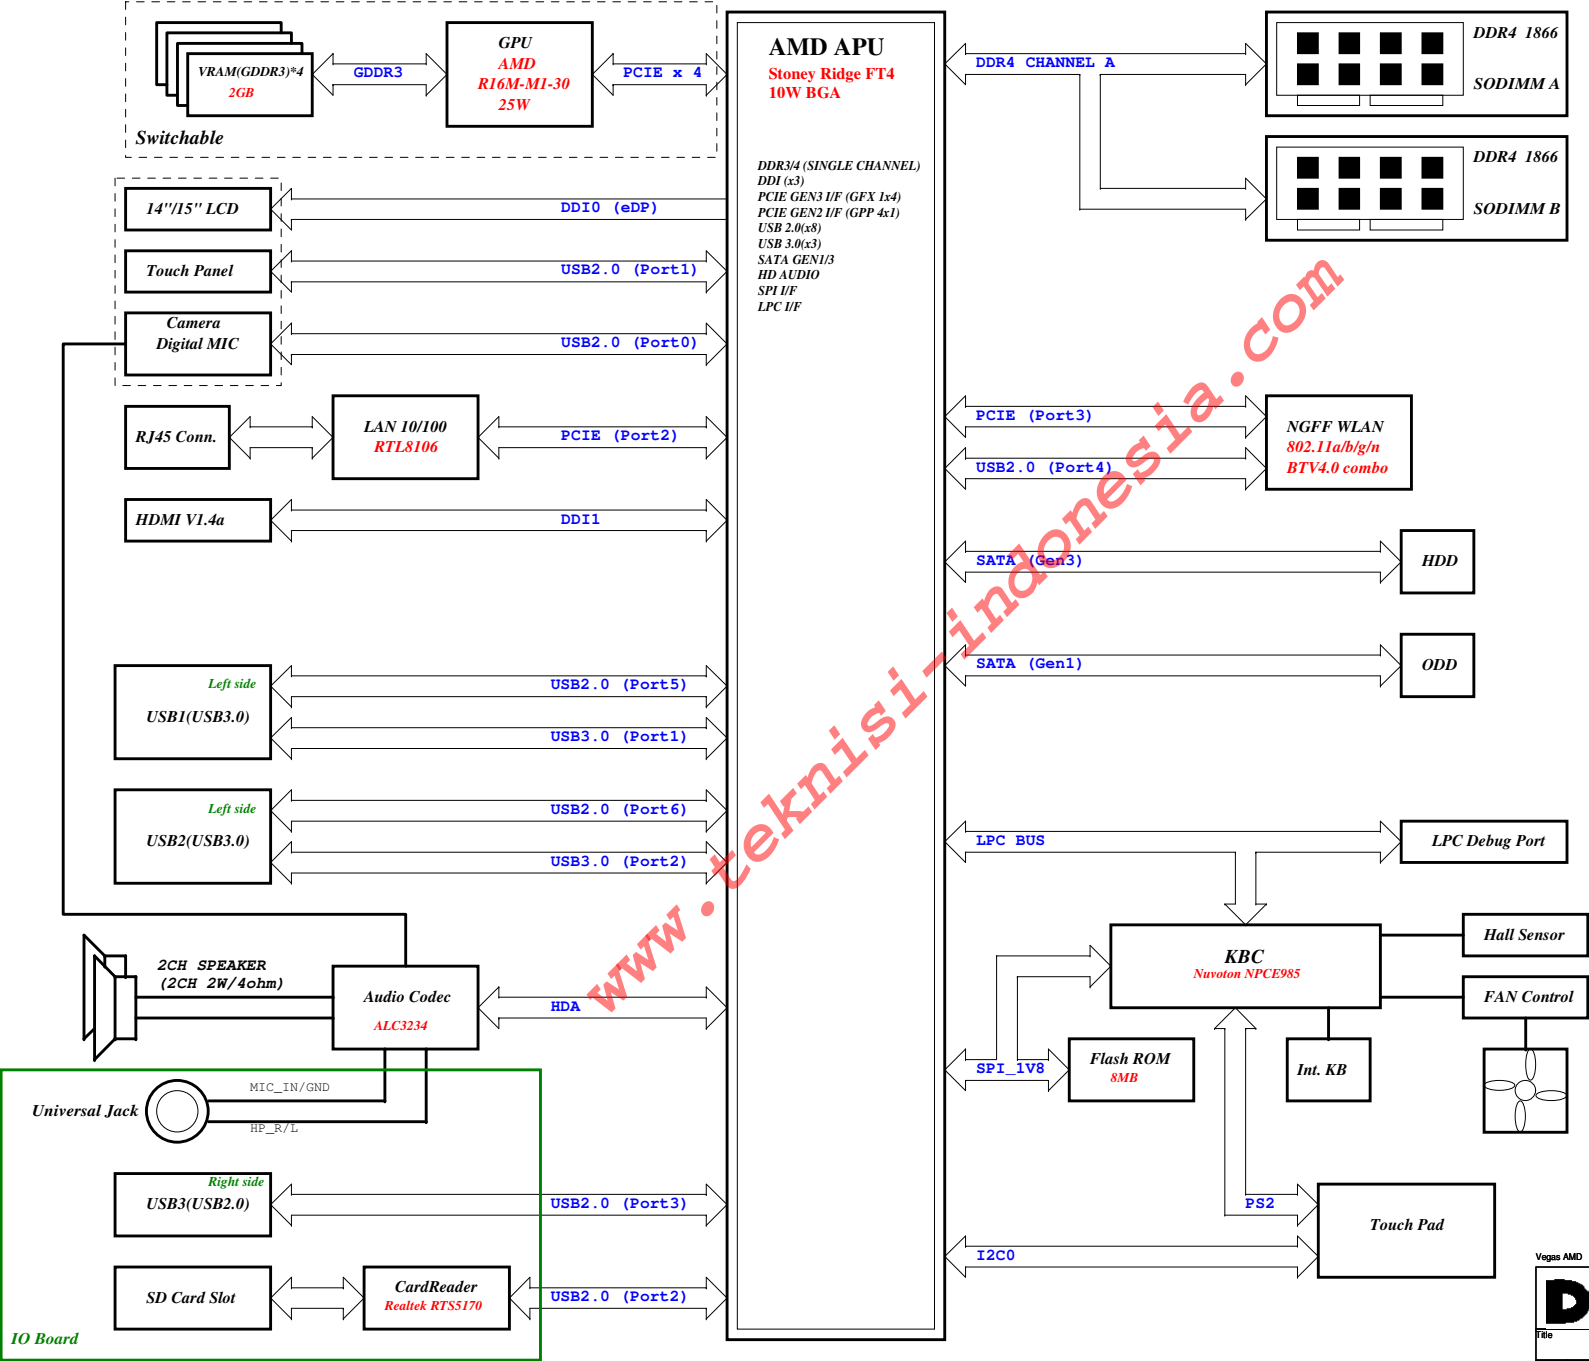 VRAM(GDDR3)*4
2GB
GDDR3
GPU
AMD
R16M-M1-30
25W
PCIE x 4
Switchable
AMD APU
Stoney Ridge FT4
10W BGA
DDR3/4 (SINGLE CHANNEL)
DDI (x3)
PCIE GEN3 I/F (GFX 1x4)
PCIE GEN2 I/F (GPP 4x1)
USB 2.0(x8)
USB 3.0(x3)
SATA GEN1/3
HD AUDIO
SPI I/F
LPC I/F
DDR4 CHANNEL A
DDR4 1866
SODIMM A
DDR4 1866
SODIMM B
14"/15" LCD
DDI0 (eDP)
Touch Panel
USB2.0 (Port1)
Camera
Digital MIC
USB2.0 (Port0)
RJ45 Conn.
LAN 10/100
RTL8106
PCIE (Port2)
HDMI V1.4a
DDI1
PCIE (Port3)
USB2.0 (Port4)
NGFF WLAN
802.11a/b/g/n
BTV4.0 combo
SATA (Gen3)
HDD
SATA (Gen1)
ODD
Left side
USB1(USB3.0)
USB2.0 (Port5)
USB3.0 (Port1)
Left side
USB2(USB3.0)
USB2.0 (Port6)
USB3.0 (Port2)
LPC BUS
LPC Debug Port
2CH SPEAKER
(2CH 2W/4ohm)
Audio Codec
ALC3234
HDA
KBC
Nuvoton NPCE985
Hall Sensor
FAN Control
SPI_1V8
Flash ROM
8MB
Int. KB
Universal Jack
MIC_IN/GND
HP_R/L
Right side
USB3(USB2.0)
USB2.0 (Port3)
PS2
Touch Pad
I2C0
SD Card Slot
CardReader
Realtek RTS5170
USB2.0 (Port2)
IO Board
Vegas AMD
D
Title
www.teknisi-indonesia.com